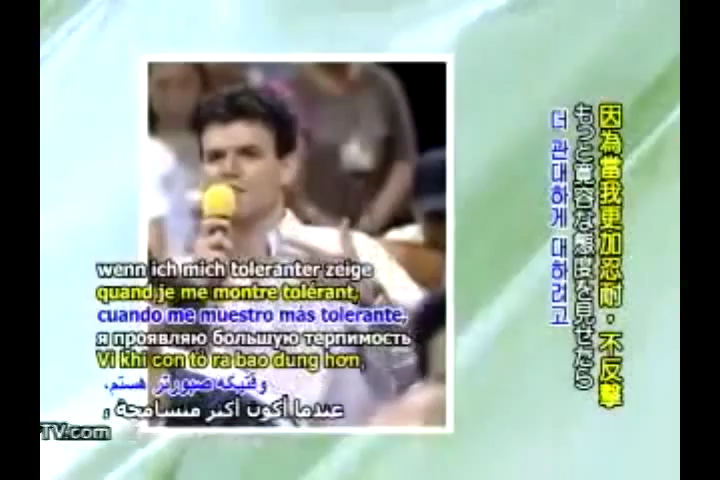 wenn ich mich toleranter zeige
quand je me montre tolérant,
cuando me muestro más tolerante,
я проявляю большую терпимость
Vì khi con tỏ ra bao dung hơn,
وقتیکه صبورتر هستم،
عندما أكون أكثر متسامحة ،
TV.com
因為當我更加忍耐，不反擊
もっと寛容な態度を見せたら
더 관대하게 대하려고